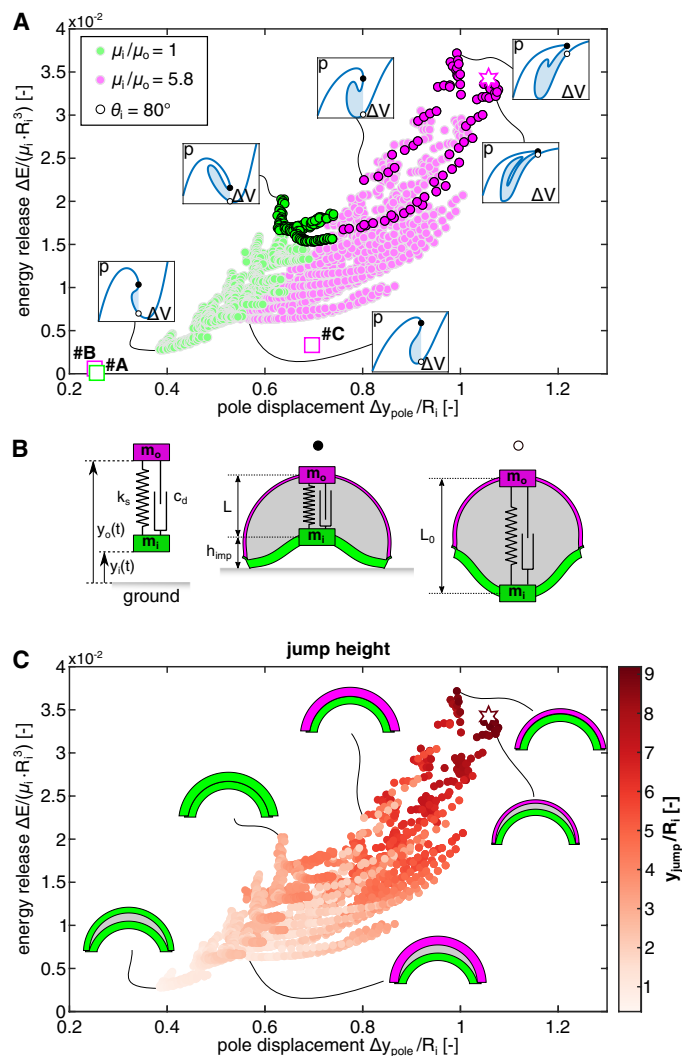 A
x10⁻²
μᵢ/μₒ = 1
μᵢ/μₒ = 5.8
θᵢ = 80°
4
3.5
3
2.5
2
1.5
1
0.5
0
energy release ΔE/(μᵢ·Rᵢ³) [-]
p
ΔV
p
ΔV
p
ΔV
p
ΔV
p
ΔV
p
ΔV
#B
#A
#C
0.2 0.4 0.6 0.8 1 1.2
pole displacement Δy_pole/Rᵢ [-]
B
mₒ
kₛ
c_d
yₒ(t)
mᵢ
yᵢ(t)
ground
mₒ
L
mᵢ
h_imp
mₒ
L₀
mᵢ
C
jump height
x10⁻²
4
3.5
3
2.5
2
1.5
1
0.5
0
energy release ΔE/(μᵢ·Rᵢ³) [-]
0.2 0.4 0.6 0.8 1 1.2
pole displacement Δy_pole/Rᵢ [-]
9
8
7
6
5
4
3
2
1
y_jump/Rᵢ [-]